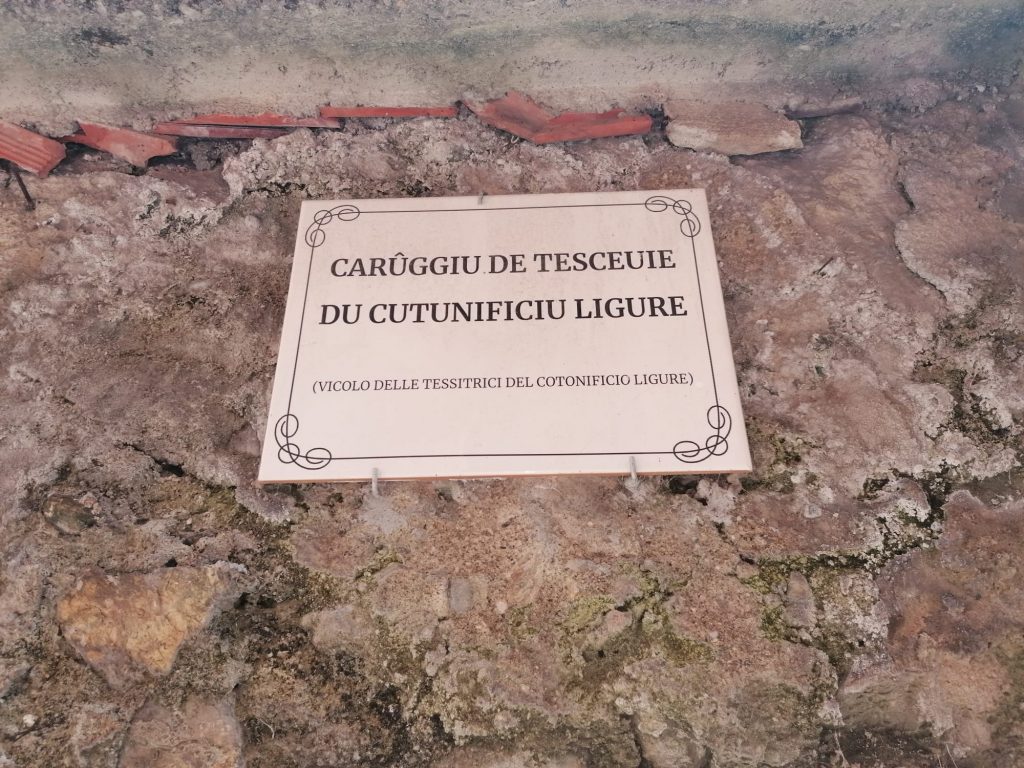 CARÛGGIU DE TESCEUIE
DU CUTUNIFICIU LIGURE
(VICOLO DELLE TESSITRICI DEL COTONIFICIO LIGURE)